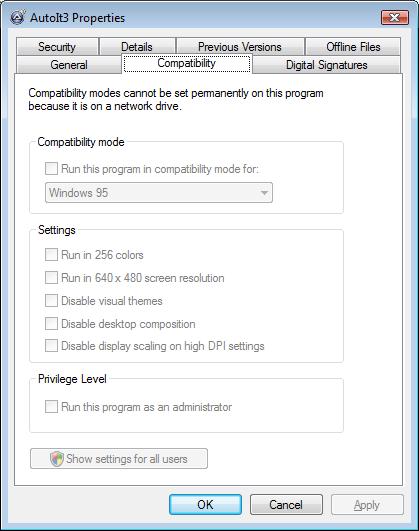 AutoIt3 Properties
Security
Details
Previous Versions
Offline Files
General
Compatibility
Digital Signatures
Compatibility modes cannot be set permanently on this program
because it is on a network drive.
Compatibility mode
Run this program in compatibility mode for:
Windows 95
Settings
Run in 256 colors
Run in 640 x 480 screen resolution
Disable visual themes
Disable desktop composition
Disable display scaling on high DPI settings
Privilege Level
Run this program as an administrator
Show settings for all users
OK
Cancel
Apply